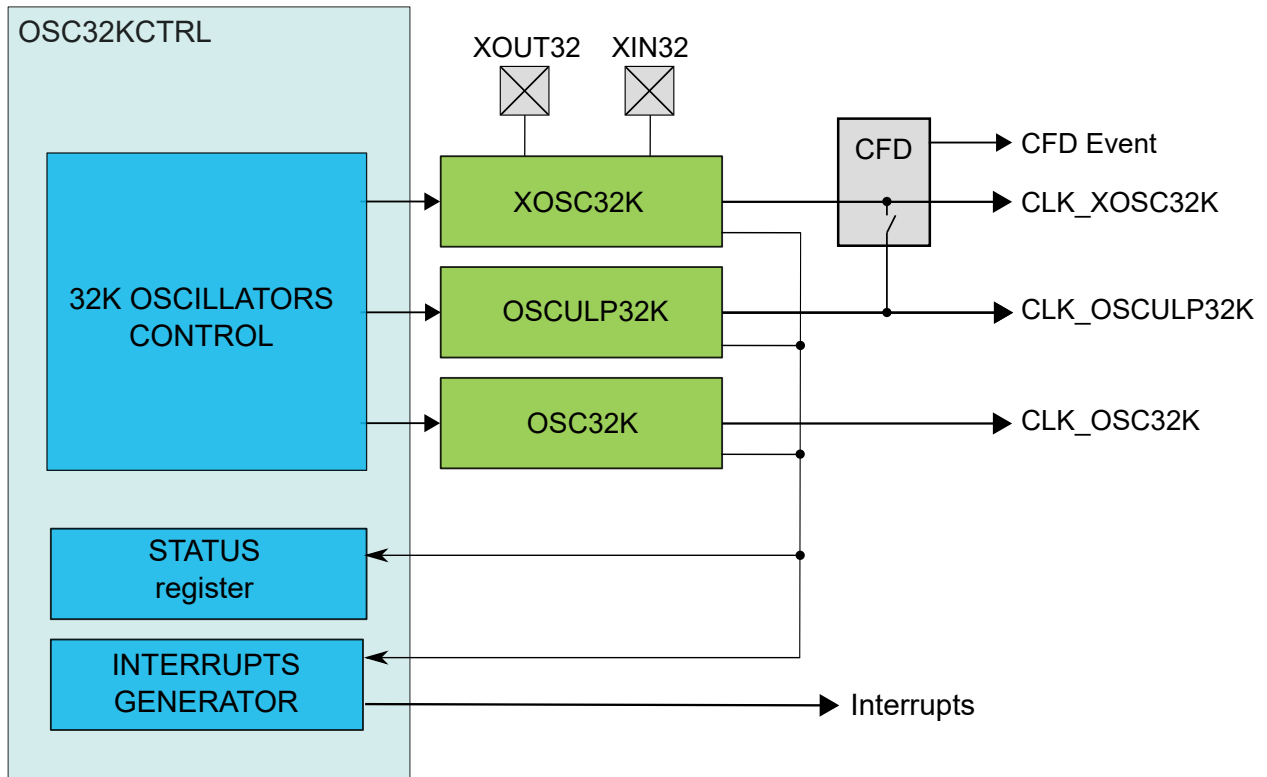 OSC32KCTRL
XOUT32
XIN32
CFD
CFD Event
XOSC32K
CLK_XOSC32K
32K OSCILLATORS
CONTROL
OSCULP32K
CLK_OSCULP32K
OSC32K
CLK_OSC32K
STATUS
register
INTERRUPTS
GENERATOR
Interrupts